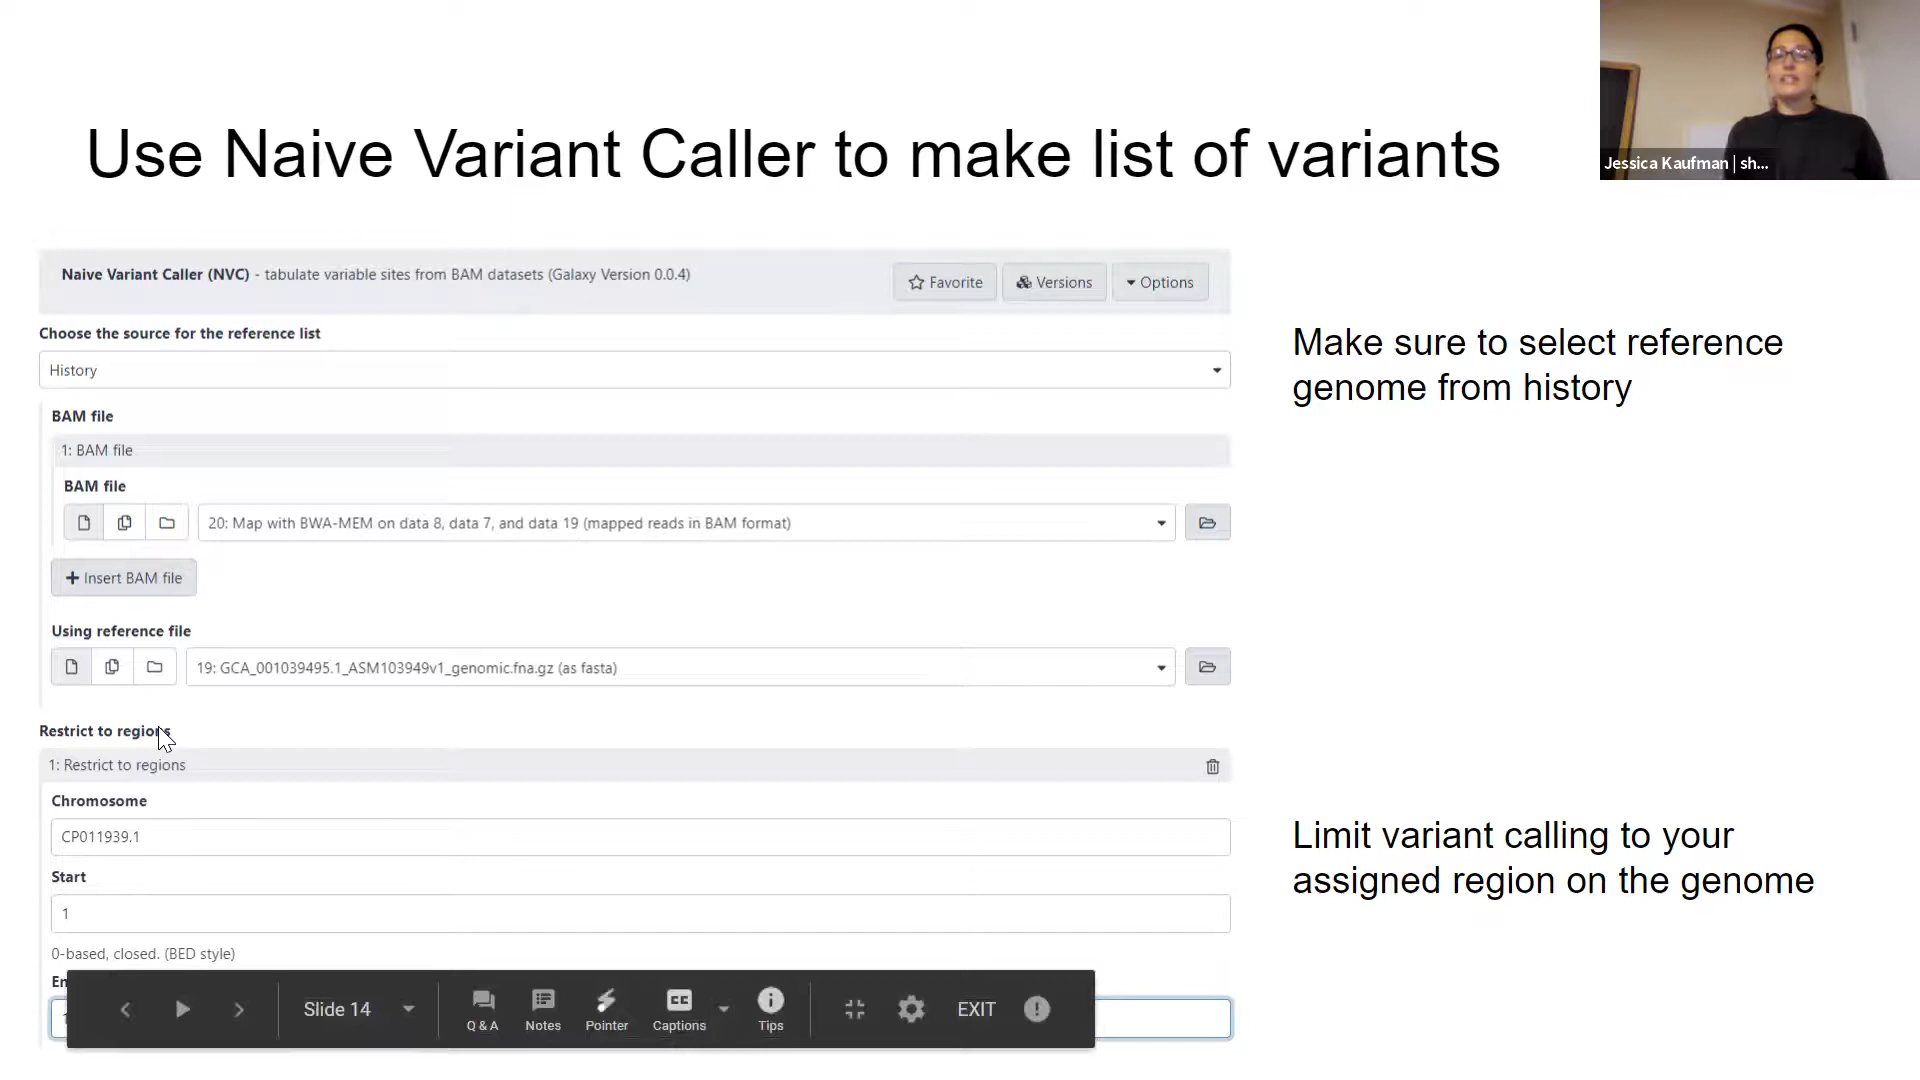 Use Naive Variant Caller to make list of variants
Jessica Kaufman | sh...
Naive Variant Caller (NVC) - tabulate variable sites from BAM datasets (Galaxy Version 0.0.4)
Favorite
Versions
Options
Choose the source for the reference list
History
BAM file
1: BAM file
BAM file
20: Map with BWA-MEM on data 8, data 7, and data 19 (mapped reads in BAM format)
Insert BAM file
Using reference file
19: GCA_001039495.1_ASM103949v1_genomic.fna.gz (as fasta)
Restrict to regions
1: Restrict to regions
Chromosome
CP011939.1
Start
1
0-based, closed. (BED style)
Make sure to select reference
genome from history
Limit variant calling to your
assigned region on the genome
Slide 14
Q & A
Notes
Pointer
CC
Captions
Tips
EXIT